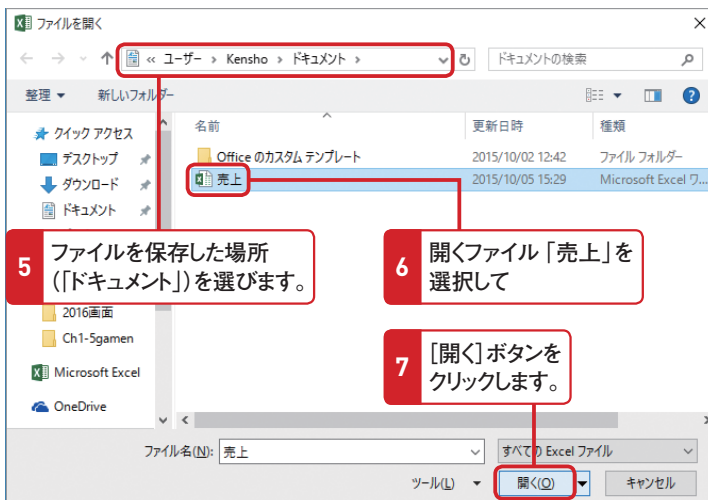 ファイルを開く
« ユーザー › Kensho › ドキュメント ›
ドキュメントの検索
整理 新しいフォルダー
クイック アクセス
デスクトップ
ダウンロード
ドキュメント
2016画面
Ch1-5gamen
Microsoft Excel
OneDrive
名前 更新日時 種類
Office のカスタム テンプレート 2015/10/02 12:42 ファイル フォルダー
売上 2015/10/05 15:29 Microsoft Excel ワ...
5 ファイルを保存した場所
(「ドキュメント」)を選びます。
6 開くファイル「売上」を
選択して
7 [開く]ボタンを
クリックします。
ファイル名(N): 売上 すべての Excel ファイル
ツール(L) 開く(O) キャンセル